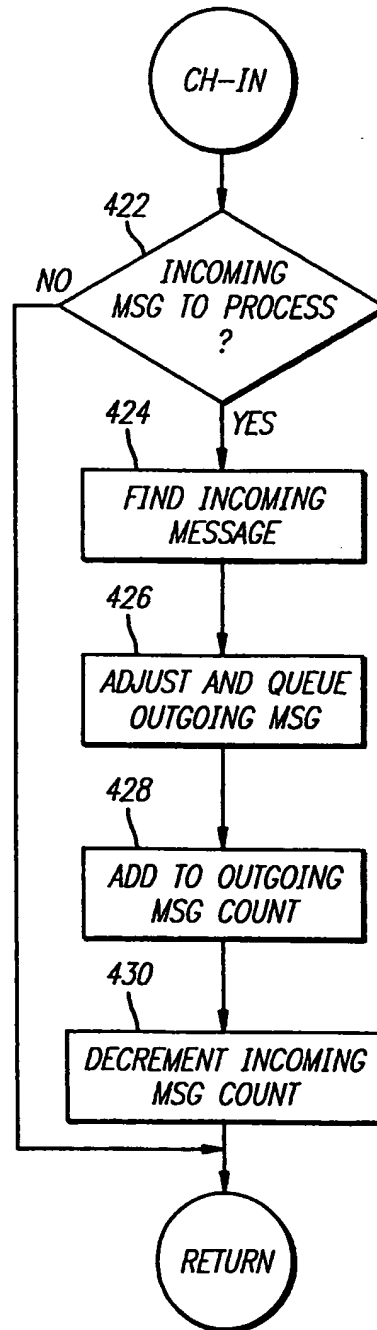 CH-IN
422
NO
INCOMING
MSG TO PROCESS
?
YES
424
FIND INCOMING
MESSAGE
426
ADJUST AND QUEUE
OUTGOING MSG
428
ADD TO OUTGOING
MSG COUNT
430
DECREMENT INCOMING
MSG COUNT
RETURN